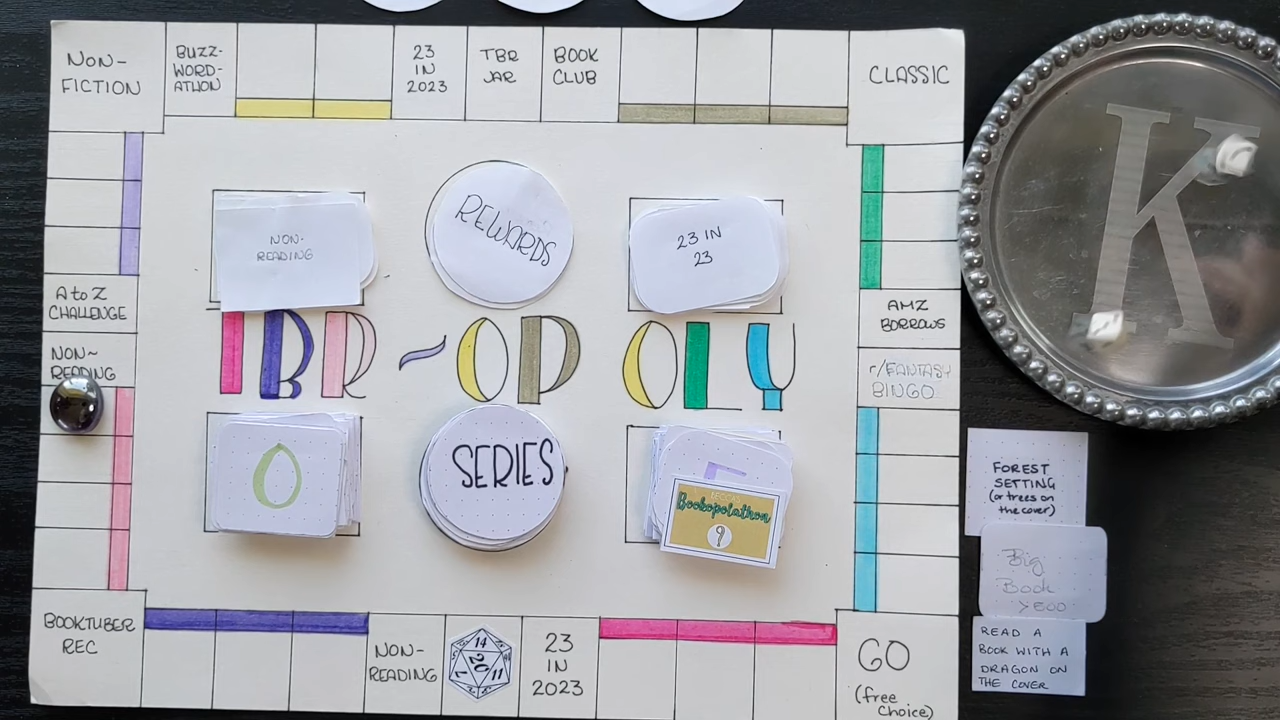 NON-
FICTION
BUZZ-
WORD-
ATHON
23
IN
2023
TBR
JAR
BOOK
CLUB
CLASSIC
NON-
READING
REWARDS
23 IN
23
A to Z
CHALLENGE
AMZ
BORROWS
NON-
READING
TBR-OPOLY
r/FANTASY
BINGO
K
O
SERIES
Bookopolathon
9
FOREST
SETTING
(or trees on
the cover)
Big
Book
>500
READ A
BOOK WITH A
DRAGON ON
THE COVER
BOOKTUBER
REC
NON-
READING
14
20
11
23
IN
2023
GO
(free
Choice)